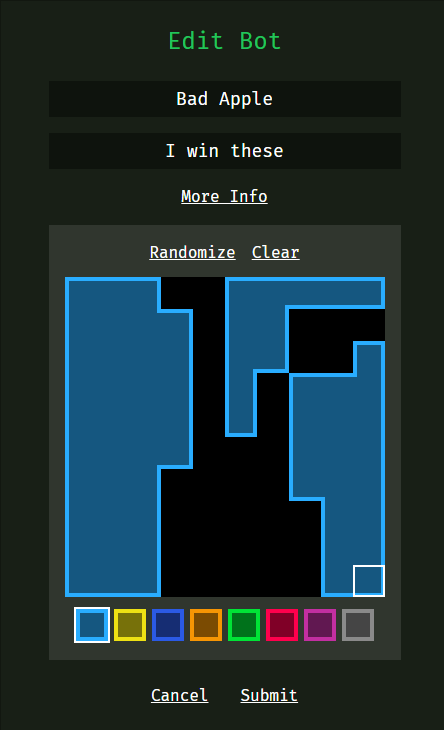 Edit Bot
Bad Apple
I win these
More Info
Randomize Clear
Cancel Submit